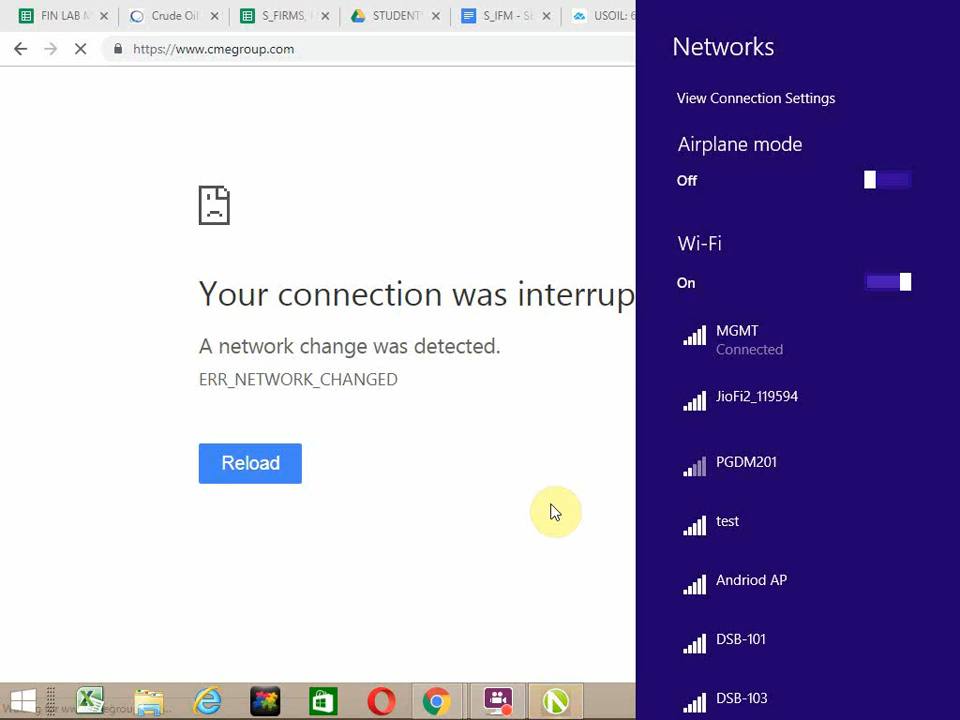 FIN LAB M
Crude Oil
S_FIRMS, 
STUDENT
S_IFM - S
USOIL: 6
https://www.cmegroup.com
Your connection was interrup
A network change was detected.
ERR_NETWORK_CHANGED
Reload
Networks
View Connection Settings
Airplane mode
Off
Wi-Fi
On
MGMT
Connected
JioFi2_119594
PGDM201
test
Andriod AP
DSB-101
DSB-103